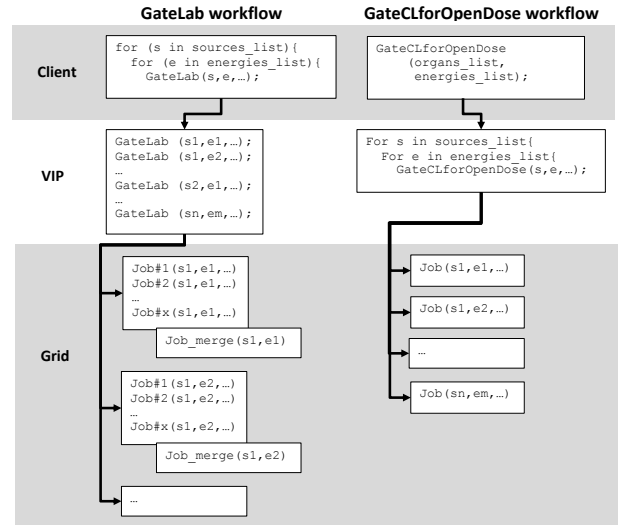 GateLab workflow
GateCLforOpenDose workflow
Client
for (s in sources_list){
for (e in energies_list){
GateLab(s,e,…);
GateCLforOpenDose
(organs_list,
energies_list);
VIP
GateLab (s1,e1,…);
GateLab (s1,e2,…);
…
GateLab (s2,e1,…);
…
GateLab (sn,em,…);
For s in sources_list{
For e in energies_list{
GateCLforOpenDose(s,e,…);
Grid
Job#1(s1,e1,…)
Job#2(s1,e1,…)
…
Job#x(s1,e1,…)
Job_merge(s1,e1)
Job#1(s1,e2,…)
Job#2(s1,e2,…)
…
Job#x(s1,e2,…)
Job_merge(s1,e2)
…
Job(s1,e1,…)
Job(s1,e2,…)
…
Job(sn,em,…)